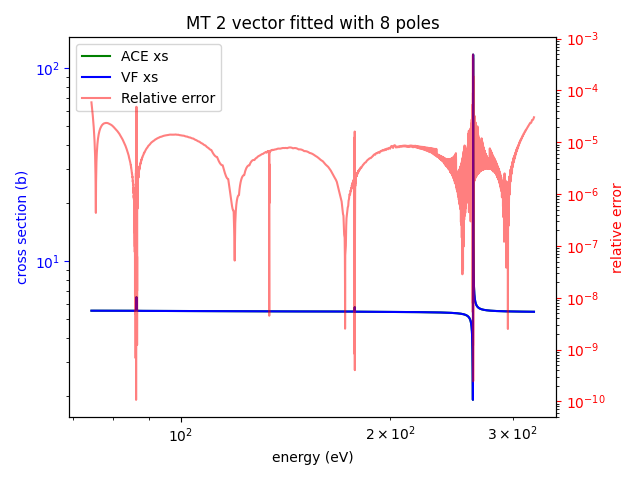 MT 2 vector fitted with 8 poles
ACE xs
VF xs
Relative error
cross section (b)
10²
10¹
relative error
10⁻³
10⁻⁴
10⁻⁵
10⁻⁶
10⁻⁷
10⁻⁸
10⁻⁹
10⁻¹⁰
10²
2 × 10²
3 × 10²
energy (eV)